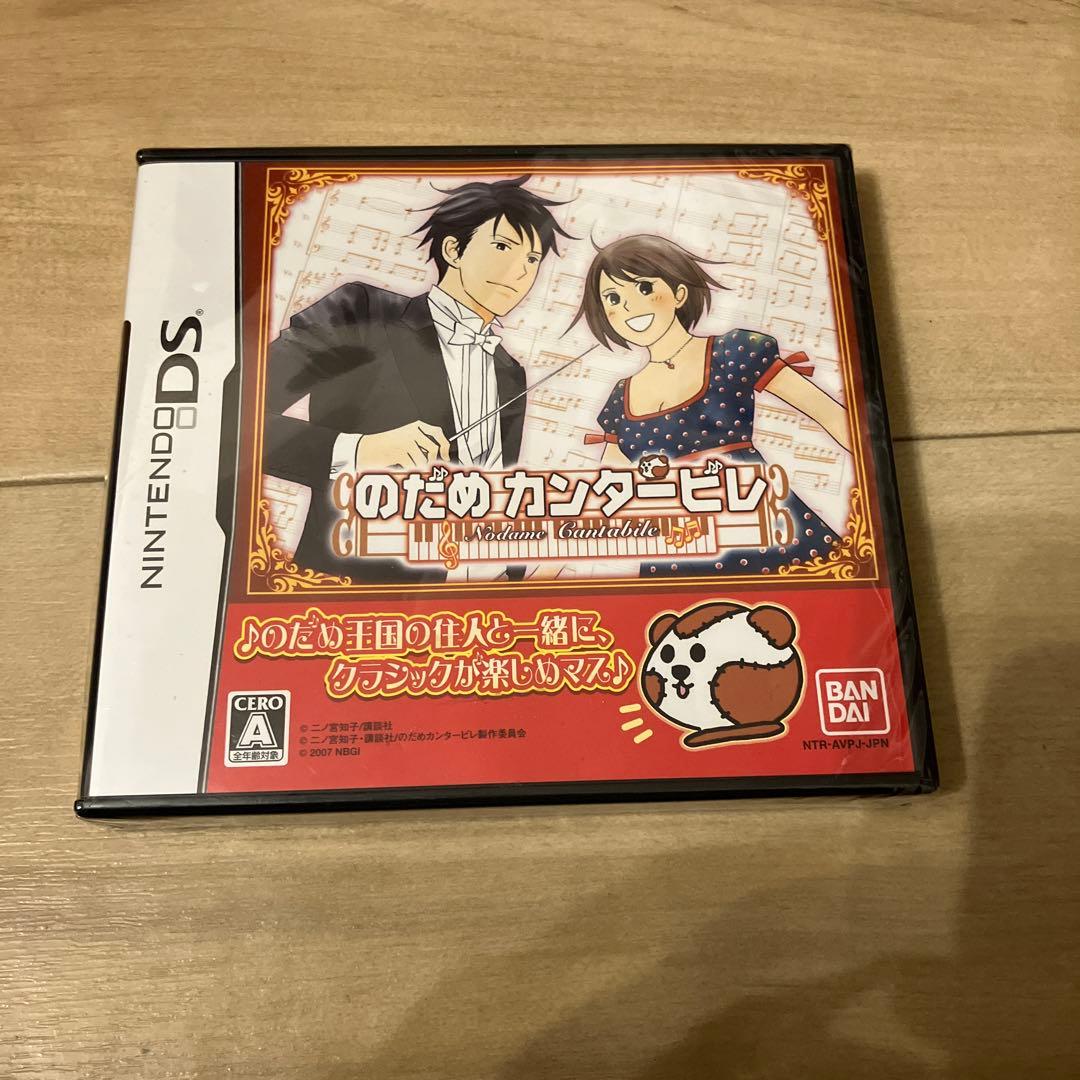 NINTENDO DS®
のだめ カンタービレ
Nodame Cantabile
♪のだめ王国の住人と一緒に、
クラシックが楽しめマス♪
CERO
A
全年齢対象
© 二ノ宮知子/講談社
© 二ノ宮知子・講談社/のだめカンタービレ製作委員会
© 2007 NBGI
BAN
DAI
NTR-AVPJ-JPN